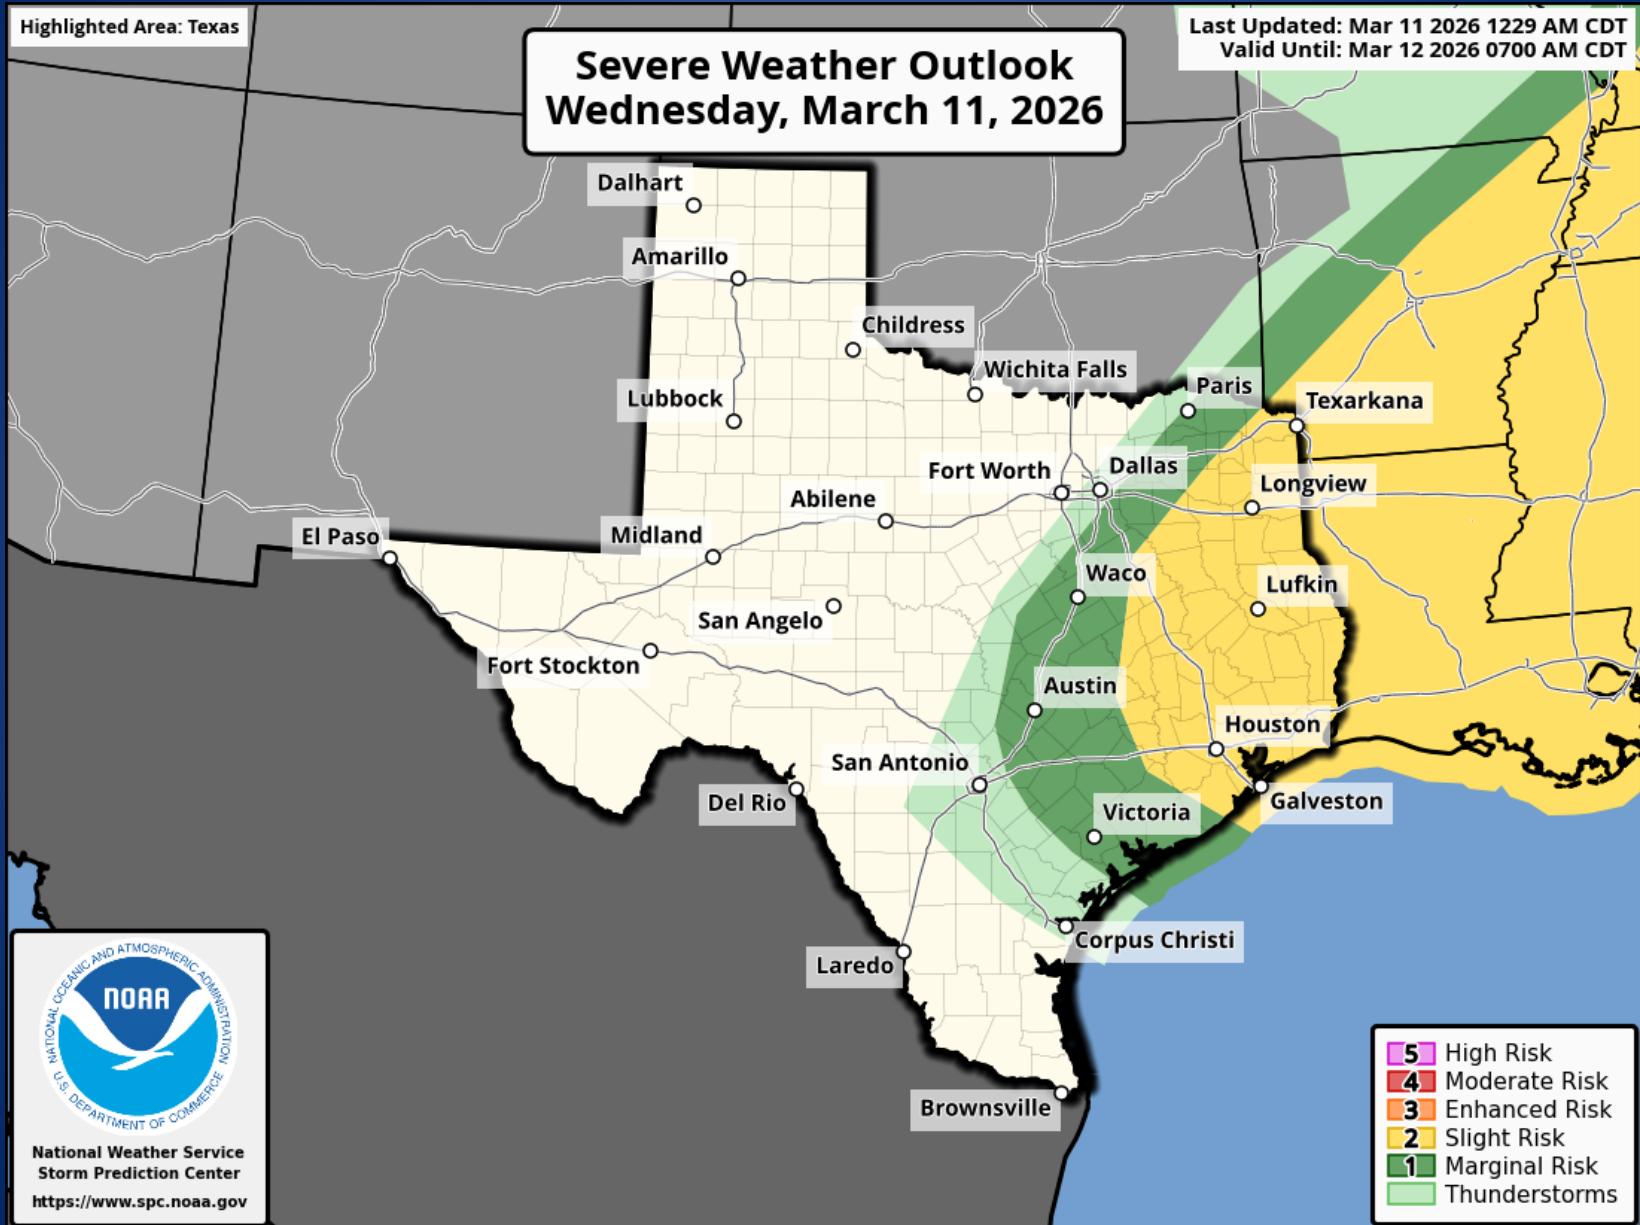 Highlighted Area: Texas
Last Updated: Mar 11 2026 1229 AM CDT
Valid Until: Mar 12 2026 0700 AM CDT
Severe Weather Outlook
Wednesday, March 11, 2026
Dalhart
Amarillo
Childress
Wichita Falls
Paris
Lubbock
Texarkana
Fort Worth
Dallas
Longview
Abilene
El Paso
Midland
Waco
Lufkin
San Angelo
Fort Stockton
Austin
Houston
San Antonio
Del Rio
Galveston
Victoria
Corpus Christi
Laredo
Brownsville
NATIONAL OCEANIC AND ATMOSPHERIC ADMINISTRATION
NOAA
U.S. DEPARTMENT OF COMMERCE
National Weather Service
Storm Prediction Center
https://www.spc.noaa.gov
5 High Risk
4 Moderate Risk
3 Enhanced Risk
2 Slight Risk
1 Marginal Risk
Thunderstorms